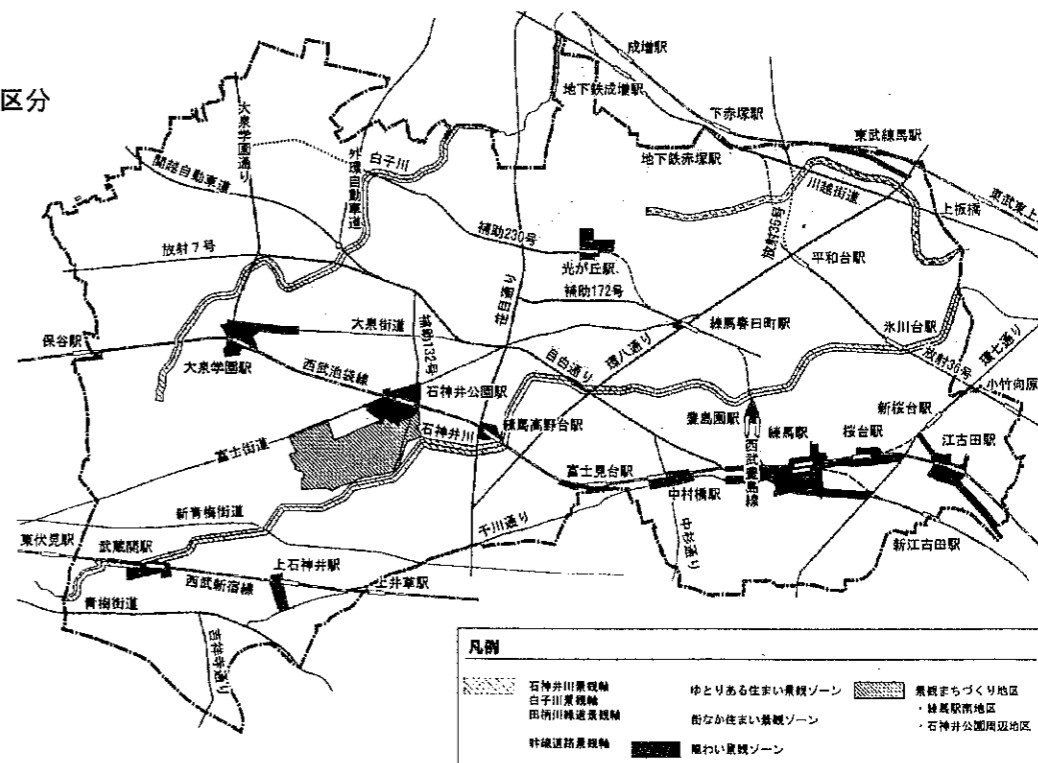 区分
成増駅
地下鉄成増駅
下赤塚駅
東武練馬駅
地下鉄赤塚駅
川越街道
東武東上
上板橋
大泉学園通り
外環自動車道
白子川
関越自動車道
放射7号
補助230号
光が丘駅
補助172号
放射36号
平和台駅
笹目通り
保谷駅
大泉学園駅
大泉街道
補助132号
練馬春日町駅
氷川台駅
環七通り
放射36号
小竹向原
西武池袋線
石神井公園駅
目白通り
環八通り
新桜台駅
豊島園駅
練馬駅
桜台駅
江古田駅
富士街道
石神井川
練馬高野台駅
西武豊島線
富士見台駅
中村橋駅
新青梅街道
千川通り
中杉通り
新江古田駅
東伏見駅
武蔵関駅
上石神井駅
上井草駅
西武新宿線
青梅街道
吉祥寺通り
凡例
石神井川景観軸
白子川景観軸
田柄川緑道景観軸
幹線道路景観軸
ゆとりある住まい景観ゾーン
街なか住まい景観ゾーン
賑わい景観ゾーン
景観まちづくり地区
・練馬駅南地区
・石神井公園周辺地区